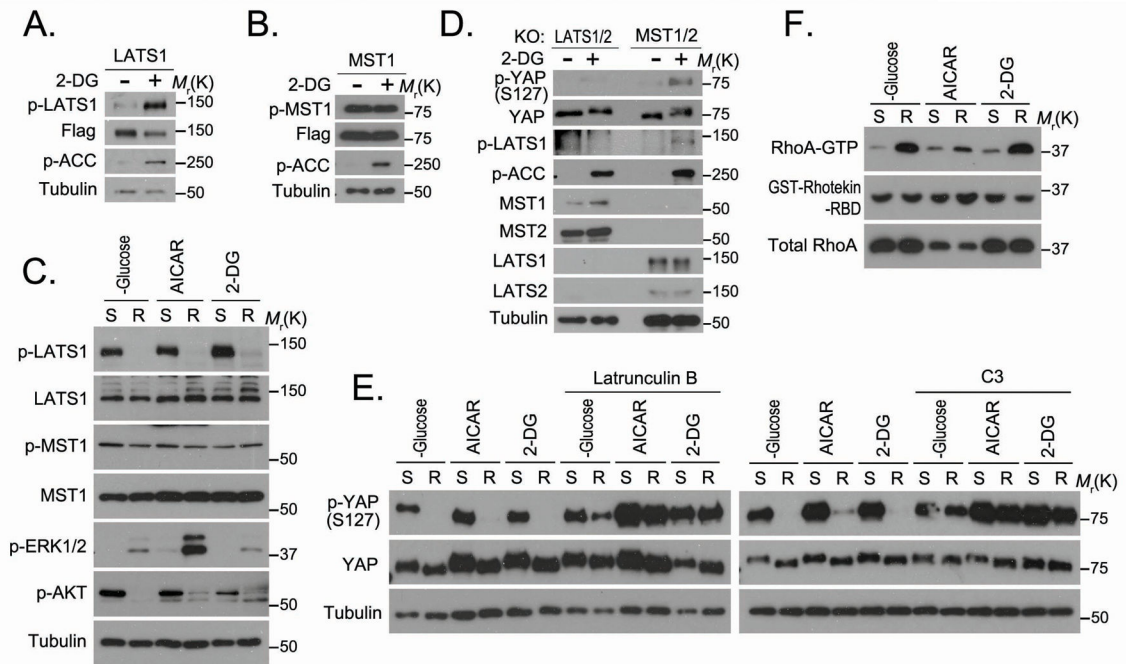 A.
LATS1
2-DG - + Mr(K)
p-LATS1 -150
Flag -150
p-ACC -250
Tubulin -50
B.
MST1
2-DG - + Mr(K)
p-MST1 -75
Flag -75
p-ACC -250
Tubulin -50
C.
-Glucose AICAR 2-DG
S R S R S R Mr(K)
p-LATS1 -150
LATS1 -150
p-MST1 -50
MST1 -50
p-ERK1/2 -37
p-AKT -50
Tubulin -50
D.
KO: LATS1/2 MST1/2
2-DG - + - + Mr(K)
p-YAP
(S127) -75
YAP -75
p-LATS1 -150
p-ACC -250
MST1 -50
MST2 -50
LATS1 -150
LATS2 -150
Tubulin -50
E.
Latrunculin B C3
-Glucose AICAR 2-DG -Glucose AICAR 2-DG -Glucose AICAR 2-DG -Glucose AICAR 2-DG
S R S R S R S R S R S R S R S R S R S R S R S R Mr(K)
p-YAP
(S127) -75
YAP -75
Tubulin -50
F.
-Glucose AICAR 2-DG
S R S R S R Mr(K)
RhoA-GTP -37
GST-Rhotekin
-RBD -37
Total RhoA -37